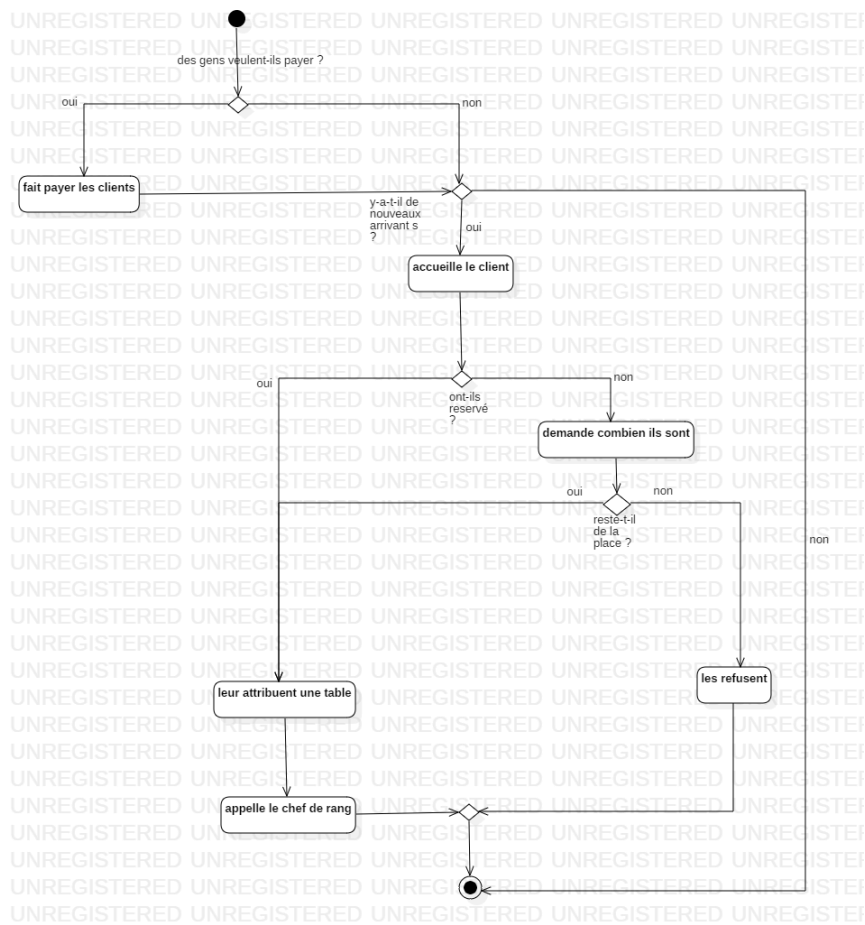 des gens veulent-ils payer ?
oui
non
fait payer les clients
y-a-t-il de
nouveaux
arrivant s
?
oui
accueille le client
oui
non
ont-ils
reservé
?
demande combien ils sont
oui
non
reste-t-il
de la
place ?
non
leur attribuent une table
les refusent
appelle le chef de rang
UNREGISTERED